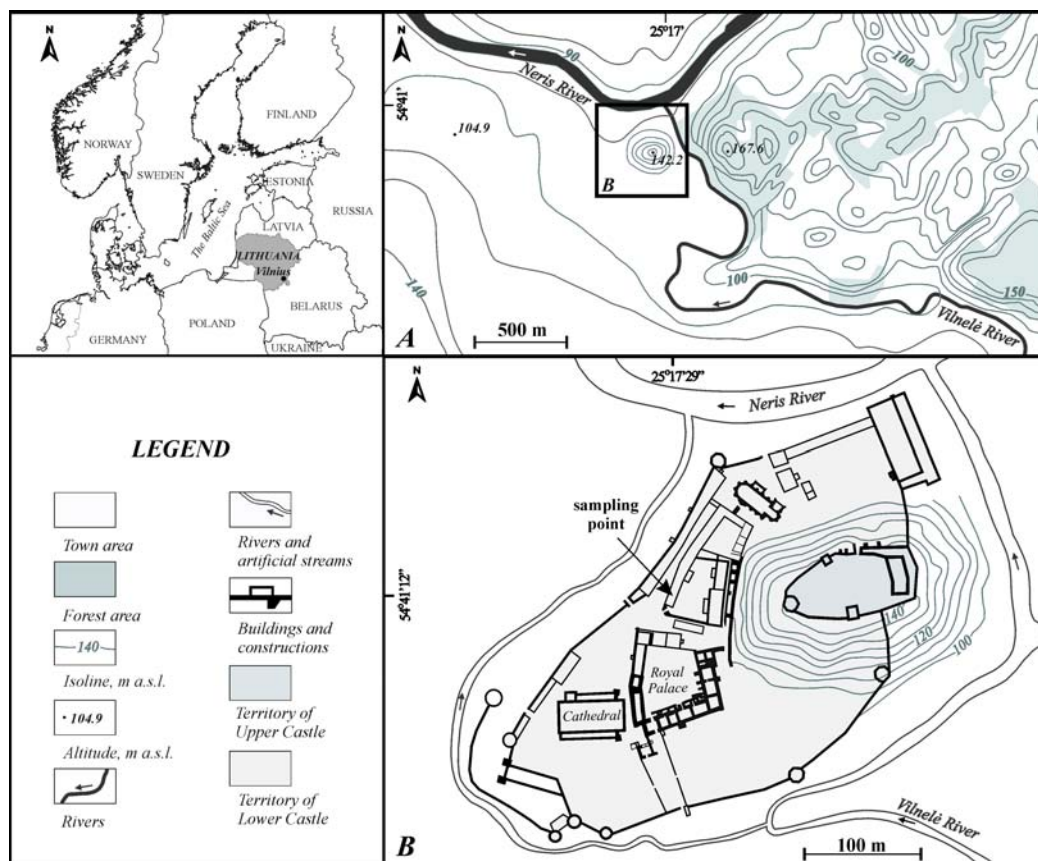 N
NORWAY
SWEDEN
FINLAND
ESTONIA
RUSSIA
The Baltic Sea
LATVIA
LITHUANIA
Vilnius
BELARUS
POLAND
GERMANY
UKRAINE
N
25°17'
54°41'
90
Neris River
100
104.9
142.2
167.6
B
140
100
150
Vilnelė River
500 m
A
LEGEND
Town area
Forest area
140
Isoline, m a.s.l.
104.9
Altitude, m a.s.l.
Rivers
Rivers and
artificial streams
Buildings and
constructions
Territory of
Upper Castle
Territory of
Lower Castle
N
25°17'29"
Neris River
54°41'12"
sampling
point
140
120
100
Royal
Palace
Cathedral
Vilnelė River
100 m
B